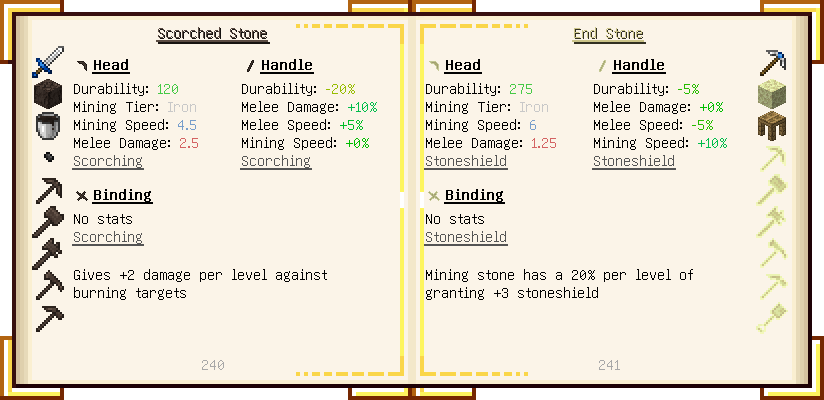 Scorched Stone
Head
Durability: 120
Mining Tier: Iron
Mining Speed: 4.5
Melee Damage: 2.5
Scorching
Handle
Durability: -20%
Melee Damage: +10%
Melee Speed: +5%
Mining Speed: +0%
Scorching
Binding
No stats
Scorching
Gives +2 damage per level against
burning targets
240
End Stone
Head
Durability: 275
Mining Tier: Iron
Mining Speed: 6
Melee Damage: 1.25
Stoneshield
Handle
Durability: -5%
Melee Damage: +0%
Melee Speed: -5%
Mining Speed: +10%
Stoneshield
Binding
No stats
Stoneshield
Mining stone has a 20% per level of
granting +3 stoneshield
241